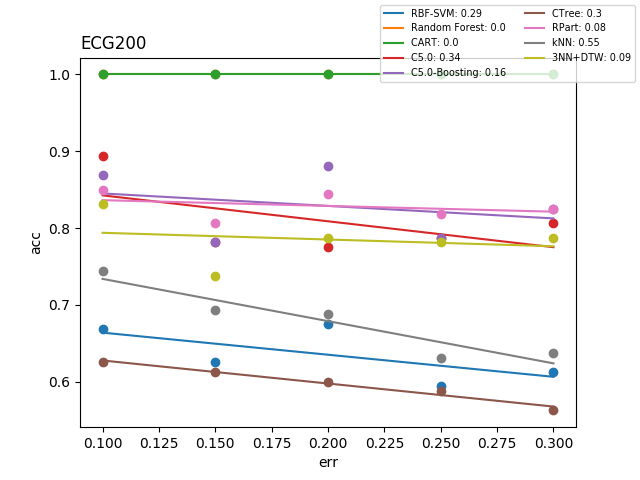 ECG200
RBF-SVM: 0.29
Random Forest: 0.0
CART: 0.0
C5.0: 0.34
C5.0-Boosting: 0.16
CTree: 0.3
RPart: 0.08
kNN: 0.55
3NN+DTW: 0.09
1.0
0.9
0.8
0.7
0.6
acc
0.100
0.125
0.150
0.175
0.200
0.225
0.250
0.275
0.300
err